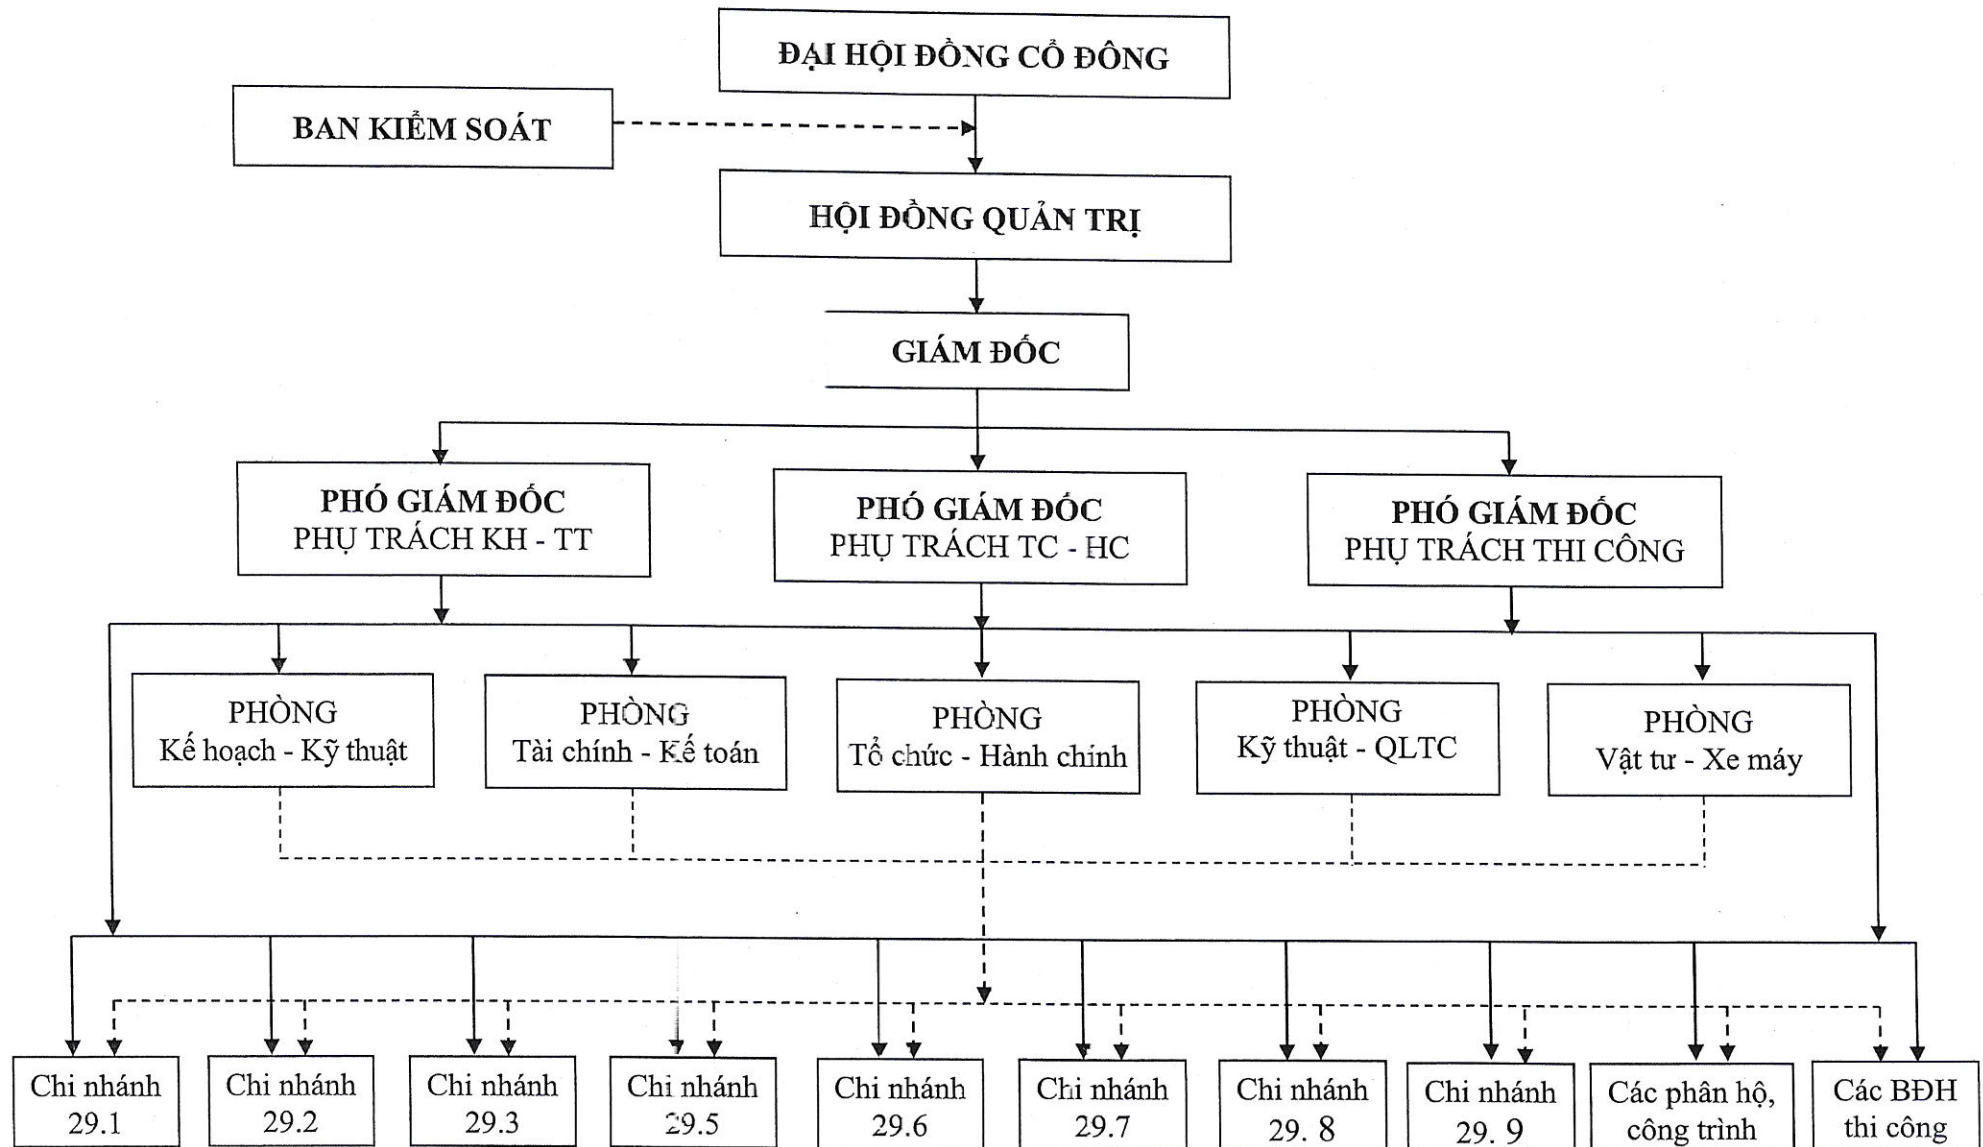 ĐẠI HỘI ĐỒNG CỔ ĐÔNG
BAN KIỂM SOÁT
HỘI ĐỒNG QUẢN TRỊ
GIÁM ĐỐC
PHÓ GIÁM ĐỐC
PHỤ TRÁCH KH - TT
PHÓ GIÁM ĐỐC
PHỤ TRÁCH TC - HC
PHÓ GIÁM ĐỐC
PHỤ TRÁCH THI CÔNG
PHÒNG
Kế hoạch - Kỹ thuật
PHÒNG
Tài chính - Kế toán
PHÒNG
Tổ chức - Hành chính
PHÒNG
Kỹ thuật - QLTC
PHÒNG
Vật tư - Xe máy
Chi nhánh
29.1
Chi nhánh
29.2
Chi nhánh
29.3
Chi nhánh
29.5
Chi nhánh
29.6
Chi nhánh
29.7
Chi nhánh
29. 8
Chi nhánh
29. 9
Các phân hộ,
công trình
Các BĐH
thi công